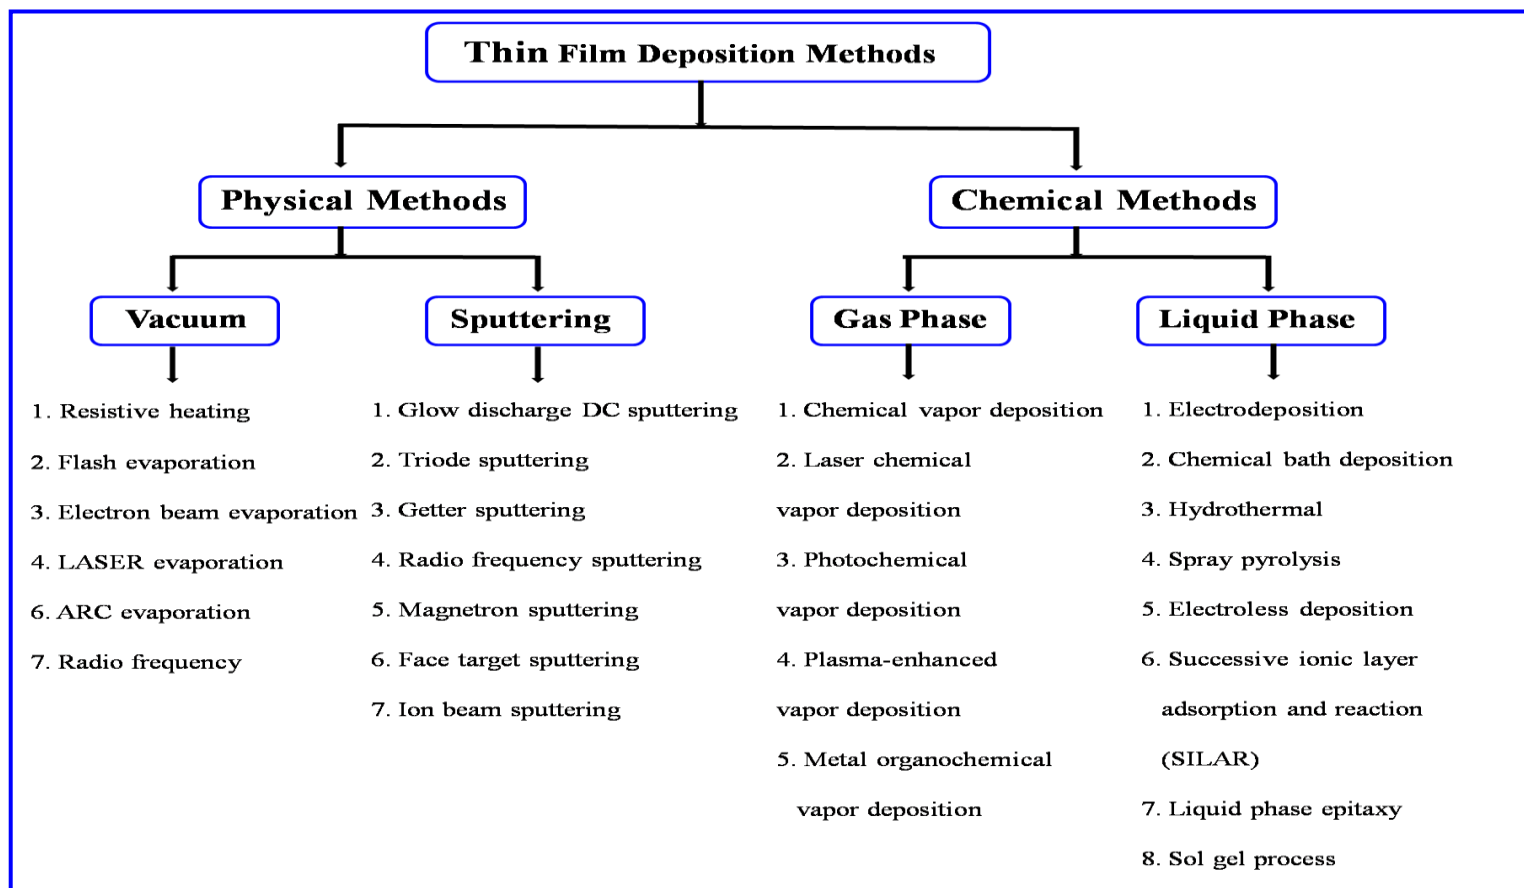 Thin Film Deposition Methods
Physical Methods
Chemical Methods
Vacuum
Sputtering
Gas Phase
Liquid Phase
1. Resistive heating
2. Flash evaporation
3. Electron beam evaporation
4. LASER evaporation
6. ARC evaporation
7. Radio frequency
1. Glow discharge DC sputtering
2. Triode sputtering
3. Getter sputtering
4. Radio frequency sputtering
5. Magnetron sputtering
6. Face target sputtering
7. Ion beam sputtering
1. Chemical vapor deposition
2. Laser chemical
vapor deposition
3. Photochemical
vapor deposition
4. Plasma-enhanced
vapor deposition
5. Metal organochemical
vapor deposition
1. Electrodeposition
2. Chemical bath deposition
3. Hydrothermal
4. Spray pyrolysis
5. Electroless deposition
6. Successive ionic layer
adsorption and reaction
(SILAR)
7. Liquid phase epitaxy
8. Sol gel process